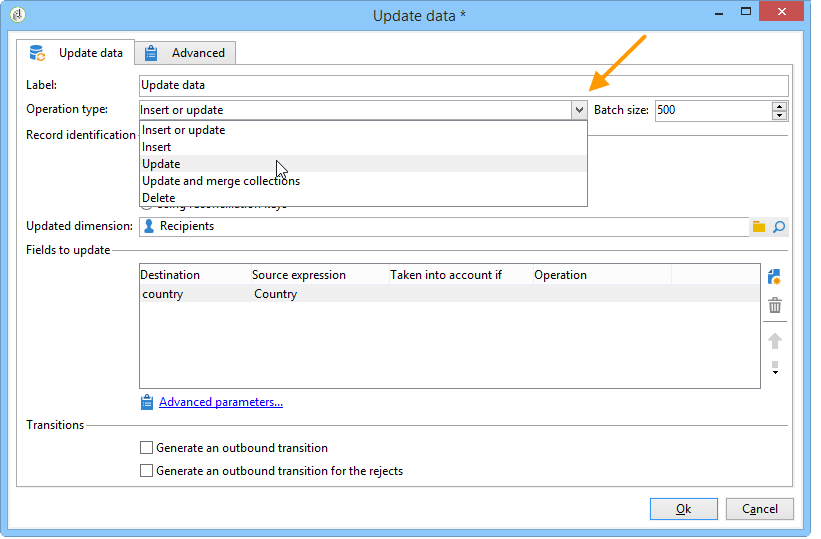 Update data *
Update data
Advanced
Label:
Update data
Operation type:
Insert or update
Batch size:
500
Insert or update
Insert
Update
Update and merge collections
Delete
Record identification
Using reconciliation keys
Updated dimension:
Recipients
Fields to update
Destination
Source expression
Taken into account if
Operation
country
Country
Advanced parameters...
Transitions
Generate an outbound transition
Generate an outbound transition for the rejects
Ok
Cancel